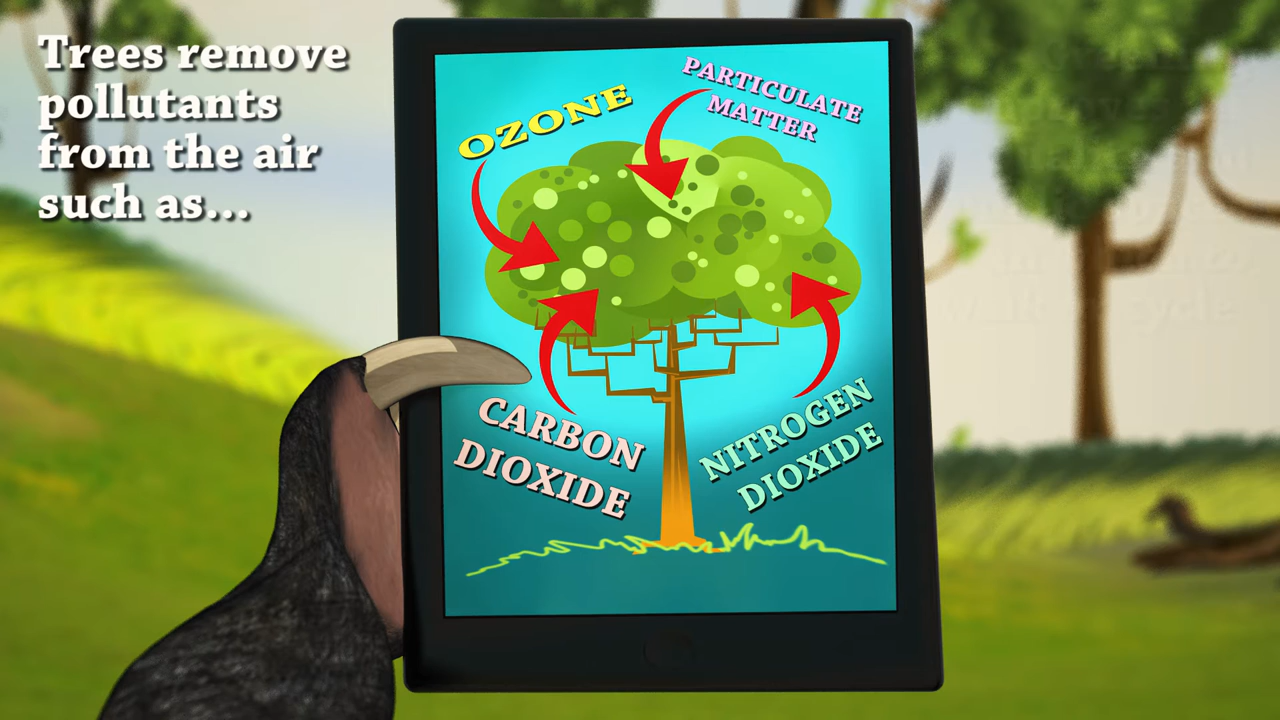 Trees remove
pollutants
from the air
such as...
OZONE
PARTICULATE
MATTER
CARBON
DIOXIDE
NITROGEN
DIOXIDE